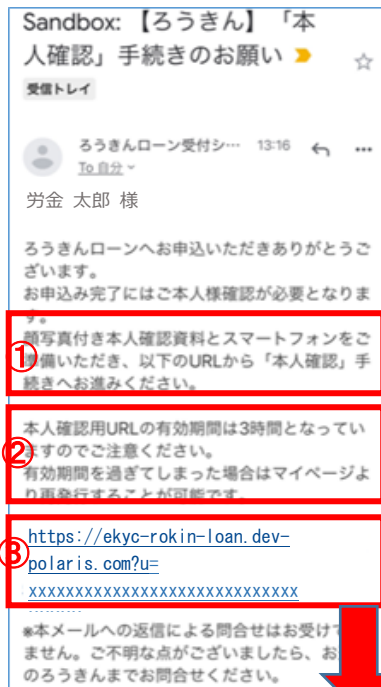 Sandbox: 【ろうきん】「本
人確認」手続きのお願い
受信トレイ
ろうきんローン受付シ… 13:16
To 自分
労金 太郎 様
ろうきんローンへお申込いただきありがとうご
ざいます。
お申込み完了にはご本人様確認が必要となりま
す。
① 顔写真付き本人確認資料とスマートフォンをご
準備いただき、以下のURLから「本人確認」手
続きへお進みください。
② 本人確認用URLの有効期間は3時間となってい
ますのでご注意ください。
有効期間を過ぎてしまった場合はマイページよ
り再発行することが可能です。
③ https://ekyc-rokin-loan.dev-
polaris.com?u=
xxxxxxxxxxxxxxxxxxxxxxxxxxxx
※本メールへの返信による問合せはお受けで
ません。ご不明な点がございましたら、お
のろうきんまでお問合せください。